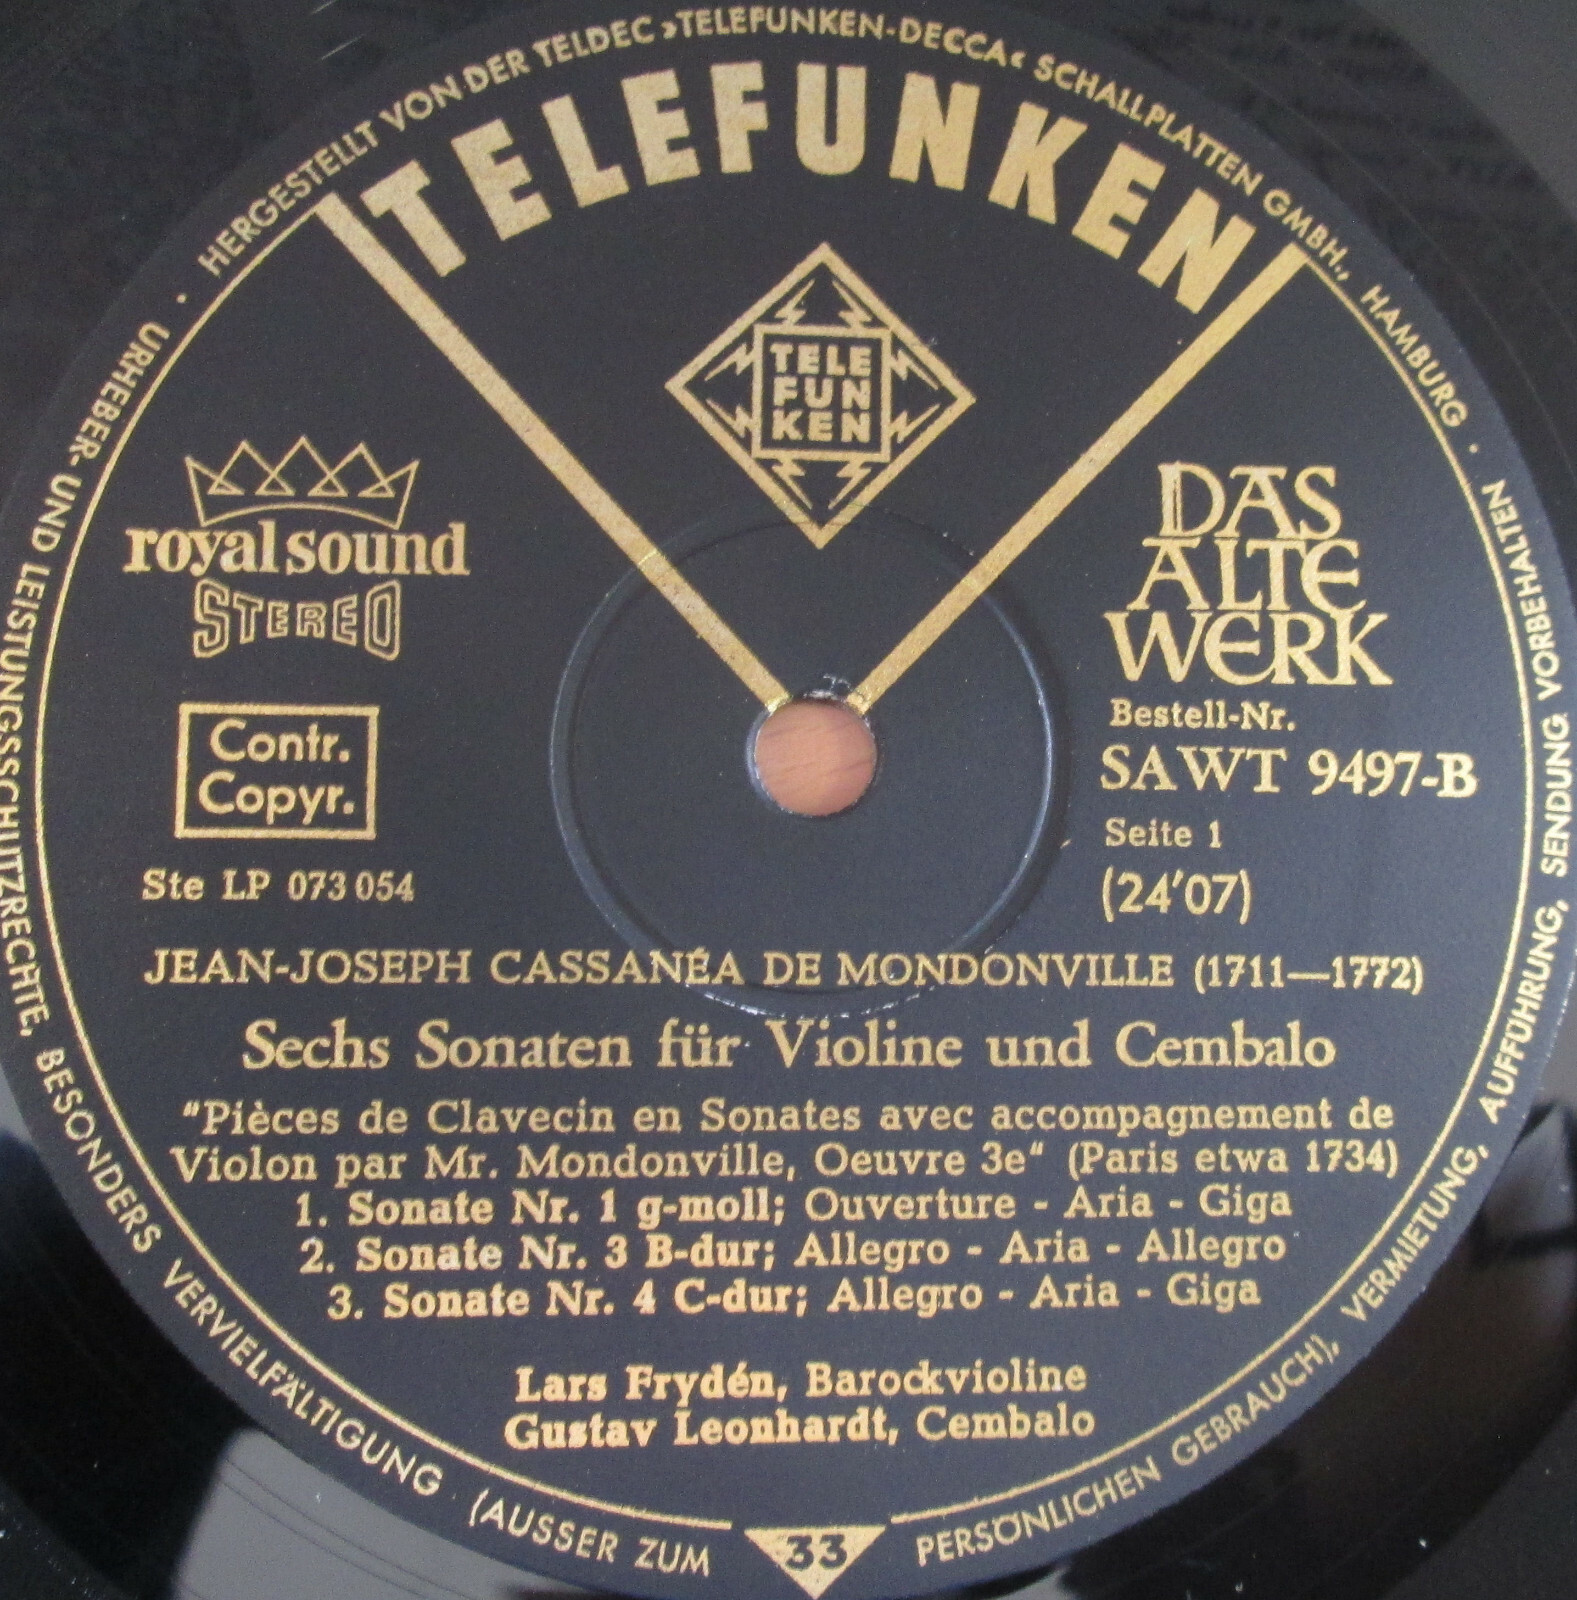 HERGESTELLT VON DER TELDEC »TELEFUNKEN-DECCA« SCHALLPLATTEN GMBH., HAMBURG ·
URHEBER- UND LEISTUNGSSCHUTZRECHTE, BESONDERS VERVIELFÄLTIGUNG (AUSSER ZUM PERSÖNLICHEN GEBRAUCH), VERMIETUNG, AUFFÜHRUNG, SENDUNG VORBEHALTEN ·
TELEFUNKEN
TELE
FUN
KEN
royal sound
STEREO
DAS
ALTE
WERK
Contr.
Copyr.
Bestell-Nr.
SAWT 9497-B
Seite 1
Ste LP 073 054
(24'07)
JEAN-JOSEPH CASSANÉA DE MONDONVILLE (1711—1772)
Sechs Sonaten für Violine und Cembalo
"Pièces de Clavecin en Sonates avec accompagnement de
Violon par Mr. Mondonville, Oeuvre 3e" (Paris etwa 1734)
1. Sonate Nr. 1 g-moll; Ouverture - Aria - Giga
2. Sonate Nr. 3 B-dur; Allegro - Aria - Allegro
3. Sonate Nr. 4 C-dur; Allegro - Aria - Giga
Lars Frydén, Barockvioline
Gustav Leonhardt, Cembalo
33